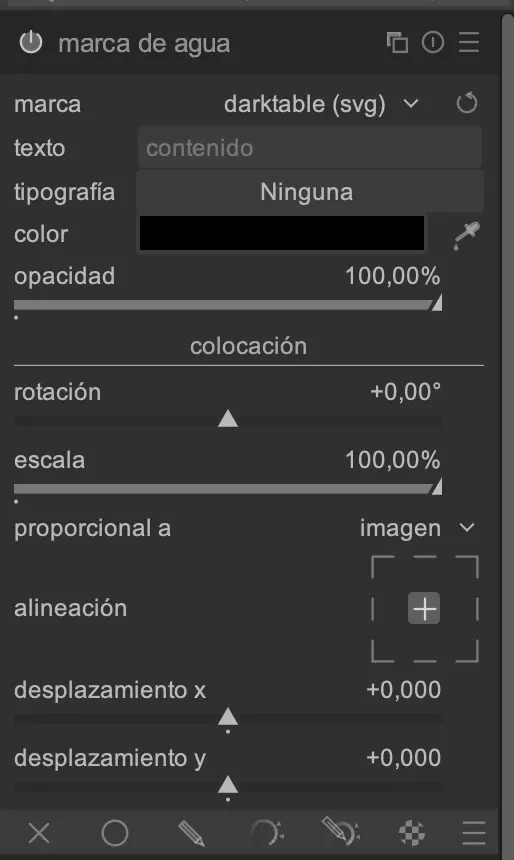 marca de agua
marca darktable (svg)
texto contenido
tipografía Ninguna
color
opacidad 100,00%
colocación
rotación +0,00°
escala 100,00%
proporcional a imagen
alineación
desplazamiento x +0,000
desplazamiento y +0,000